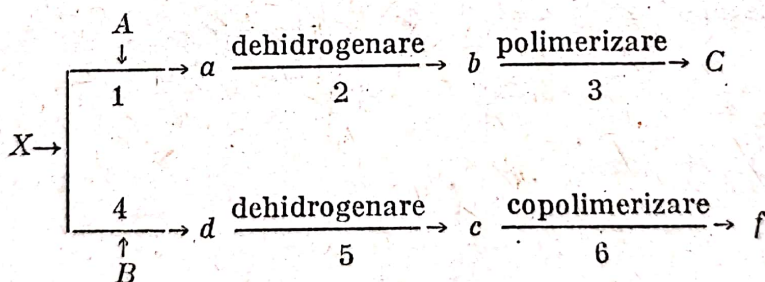 A
↓
→ a dehidrogenare → b polimerizare → C
1 2 3
X→
4 dehidrogenare copolimerizare
→ d → c → f
↑ 5 6
B